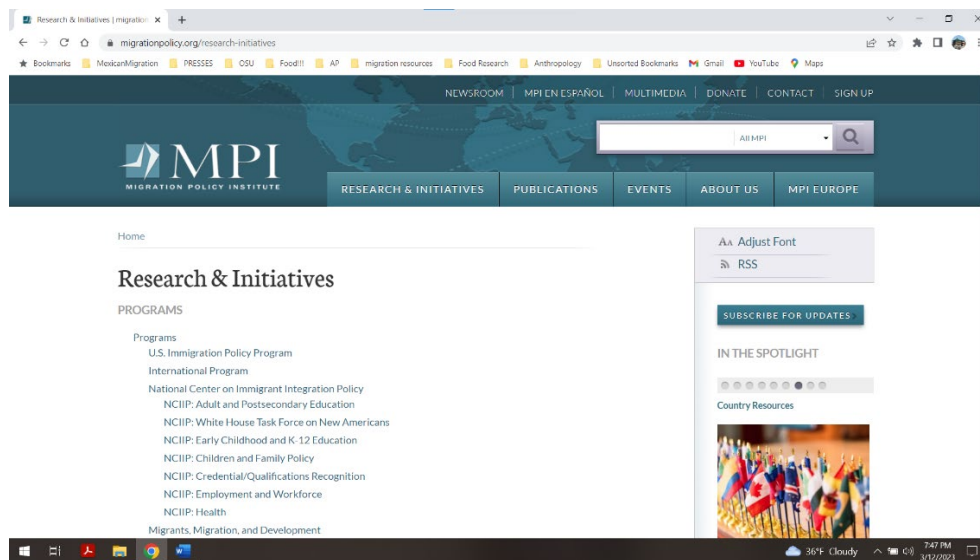 Research & Initiatives | migration
migrationpolicy.org/research-initiatives
Bookmarks MexicanMigration PRESSES OSU Food!!! AP migration resources Food Research Anthropology Unsorted Bookmarks Gmail YouTube Maps
NEWSROOM | MPI EN ESPAÑOL | MULTIMEDIA | DONATE | CONTACT | SIGN UP
All MPI
MPI
MIGRATION POLICY INSTITUTE
RESEARCH & INITIATIVES PUBLICATIONS EVENTS ABOUT US MPI EUROPE
Home
Research & Initiatives
PROGRAMS
Programs
U.S. Immigration Policy Program
International Program
National Center on Immigrant Integration Policy
NCIIP: Adult and Postsecondary Education
NCIIP: White House Task Force on New Americans
NCIIP: Early Childhood and K-12 Education
NCIIP: Children and Family Policy
NCIIP: Credential/Qualifications Recognition
NCIIP: Employment and Workforce
NCIIP: Health
Migrants, Migration, and Development
AA Adjust Font
RSS
SUBSCRIBE FOR UPDATES
IN THE SPOTLIGHT
Country Resources
36°F Cloudy
7:47 PM
3/12/2023